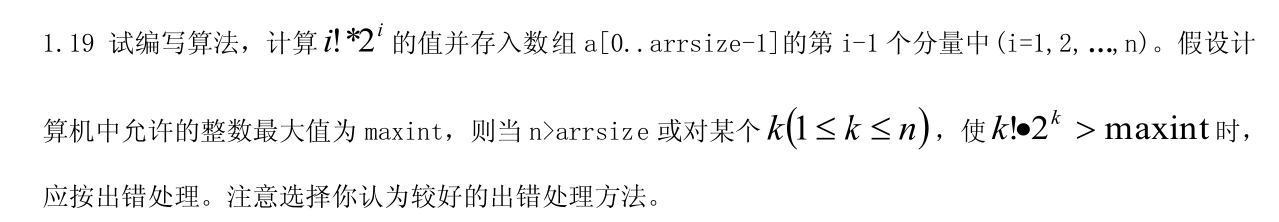 1.19 试编写算法，计算 i!*2^i 的值并存入数组 a[0..arrsize-1]的第 i-1 个分量中(i=1,2,…,n)。假设计
算机中允许的整数最大值为 maxint，则当 n>arrsize 或对某个 k(1≤k≤n)，使 k!•2^k > maxint 时，
应按出错处理。注意选择你认为较好的出错处理方法。